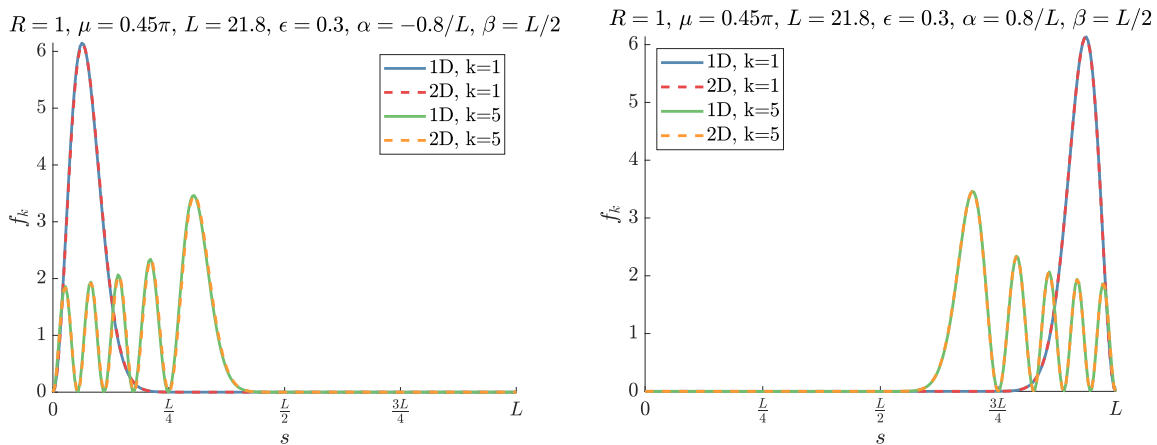 R = 1, μ = 0.45π, L = 21.8, ϵ = 0.3, α = −0.8/L, β = L/2
6
5
4
3
2
1
0
f_k
1D, k=1
2D, k=1
1D, k=5
2D, k=5
0
L/4
L/2
3L/4
L
s
R = 1, μ = 0.45π, L = 21.8, ϵ = 0.3, α = 0.8/L, β = L/2
6
5
4
3
2
1
0
f_k
1D, k=1
2D, k=1
1D, k=5
2D, k=5
0
L/4
L/2
3L/4
L
s